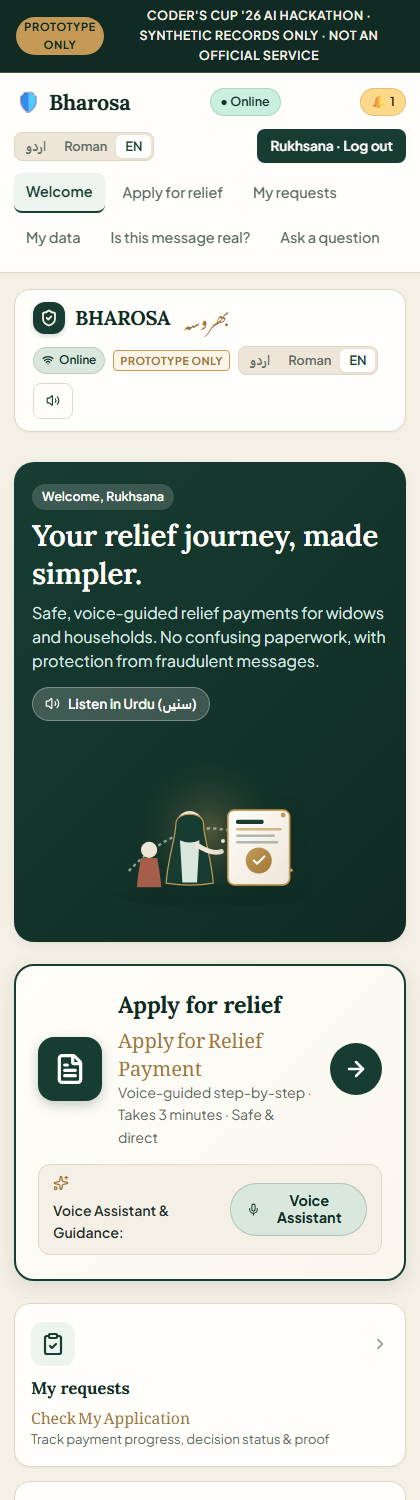 PROTOTYPE
ONLY
CODER'S CUP '26 AI HACKATHON ·
SYNTHETIC RECORDS ONLY · NOT AN
OFFICIAL SERVICE
Bharosa
● Online
1
اردو
Roman
EN
Rukhsana · Log out
Welcome
Apply for relief
My requests
My data
Is this message real?
Ask a question
BHAROSA بھروسہ
Online
PROTOTYPE ONLY
اردو
Roman
EN
Welcome, Rukhsana
Your relief journey, made
simpler.
Safe, voice-guided relief payments for widows
and households. No confusing paperwork, with
protection from fraudulent messages.
Listen in Urdu (سنیں)
Apply for relief
Apply for Relief
Payment
Voice-guided step-by-step ·
Takes 3 minutes · Safe &
direct
Voice Assistant &
Guidance:
Voice
Assistant
My requests
Check My Application
Track payment progress, decision status & proof